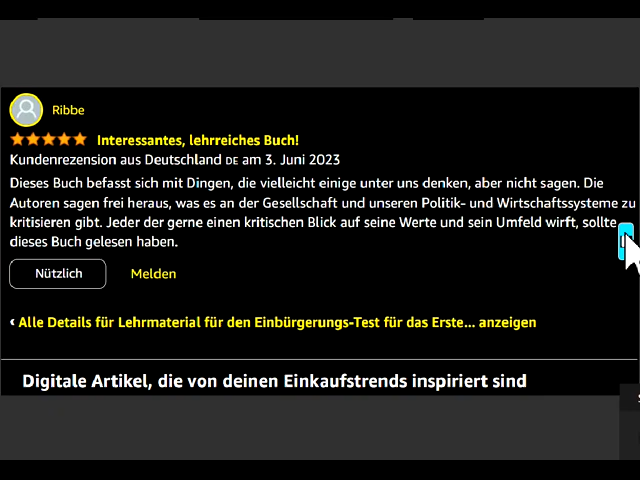 Ribbe
Interessantes, lehrreiches Buch!
Kundenrezension aus Deutschland DE am 3. Juni 2023
Dieses Buch befasst sich mit Dingen, die vielleicht einige unter uns denken, aber nicht sagen. Die
Autoren sagen frei heraus, was es an der Gesellschaft und unseren Politik- und Wirtschaftssysteme zu
kritisieren gibt. Jeder der gerne einen kritischen Blick auf seine Werte und sein Umfeld wirft, sollte
dieses Buch gelesen haben.
Nützlich Melden
‹ Alle Details für Lehrmaterial für den Einbürgerungs-Test für das Erste... anzeigen
Digitale Artikel, die von deinen Einkaufstrends inspiriert sind